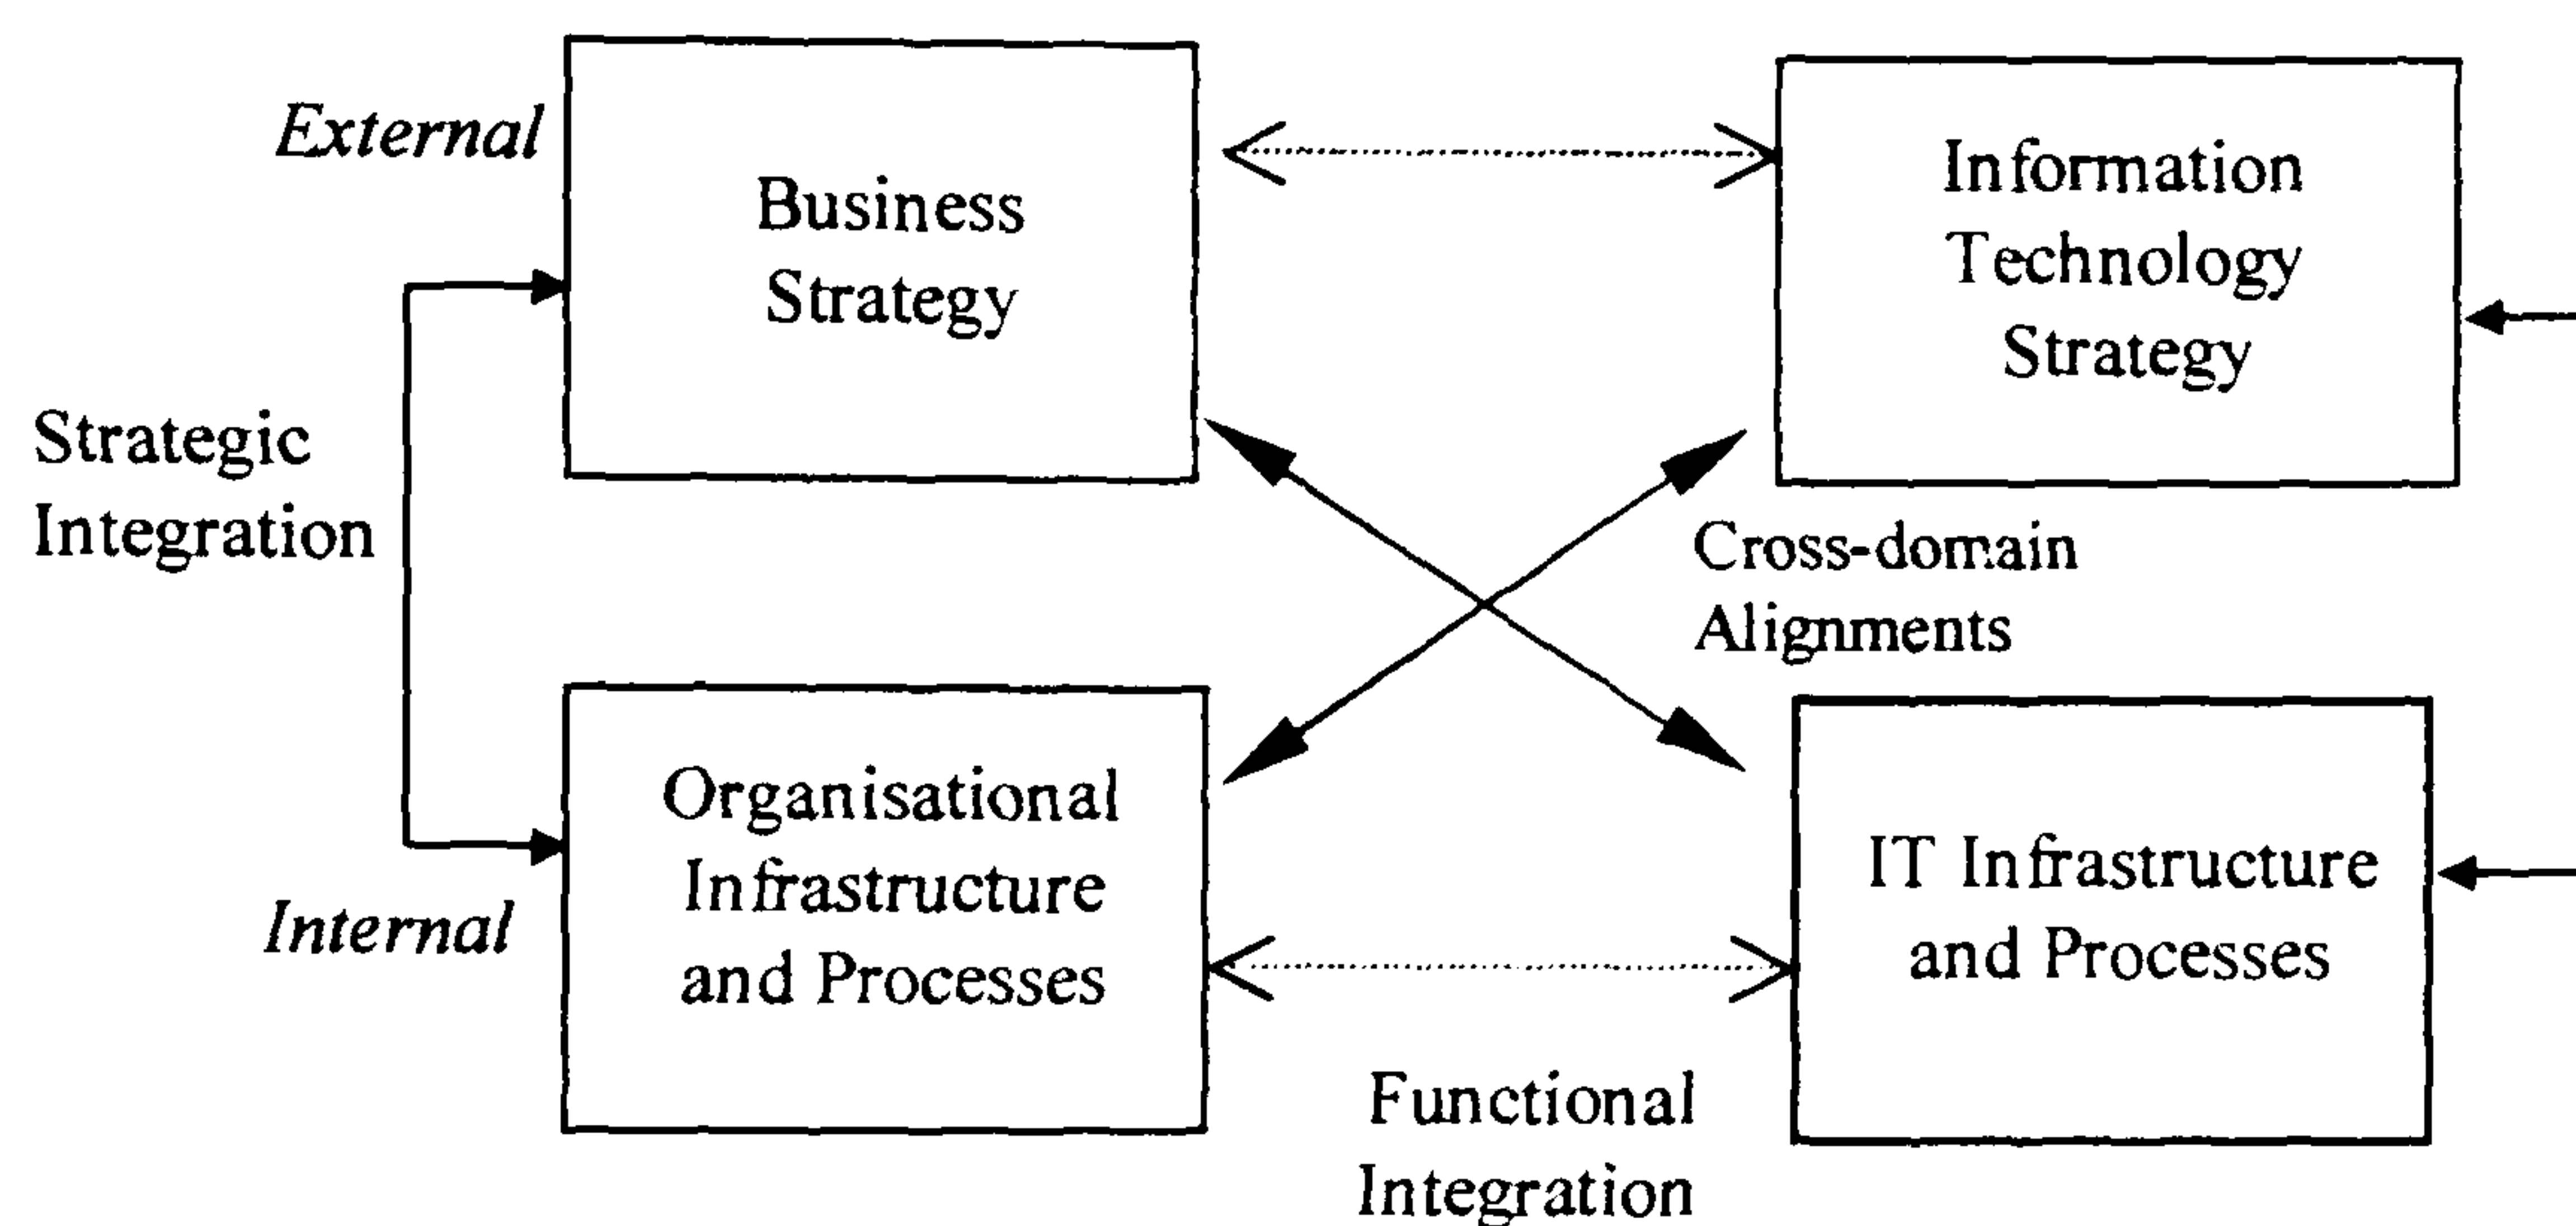 External
Business
Strategy
Information
Technology
Strategy
Strategic
Integration
Cross-domain
Alignments
Internal
Organisational
Infrastructure
and Processes
IT Infrastructure
and Processes
Functional
Integration